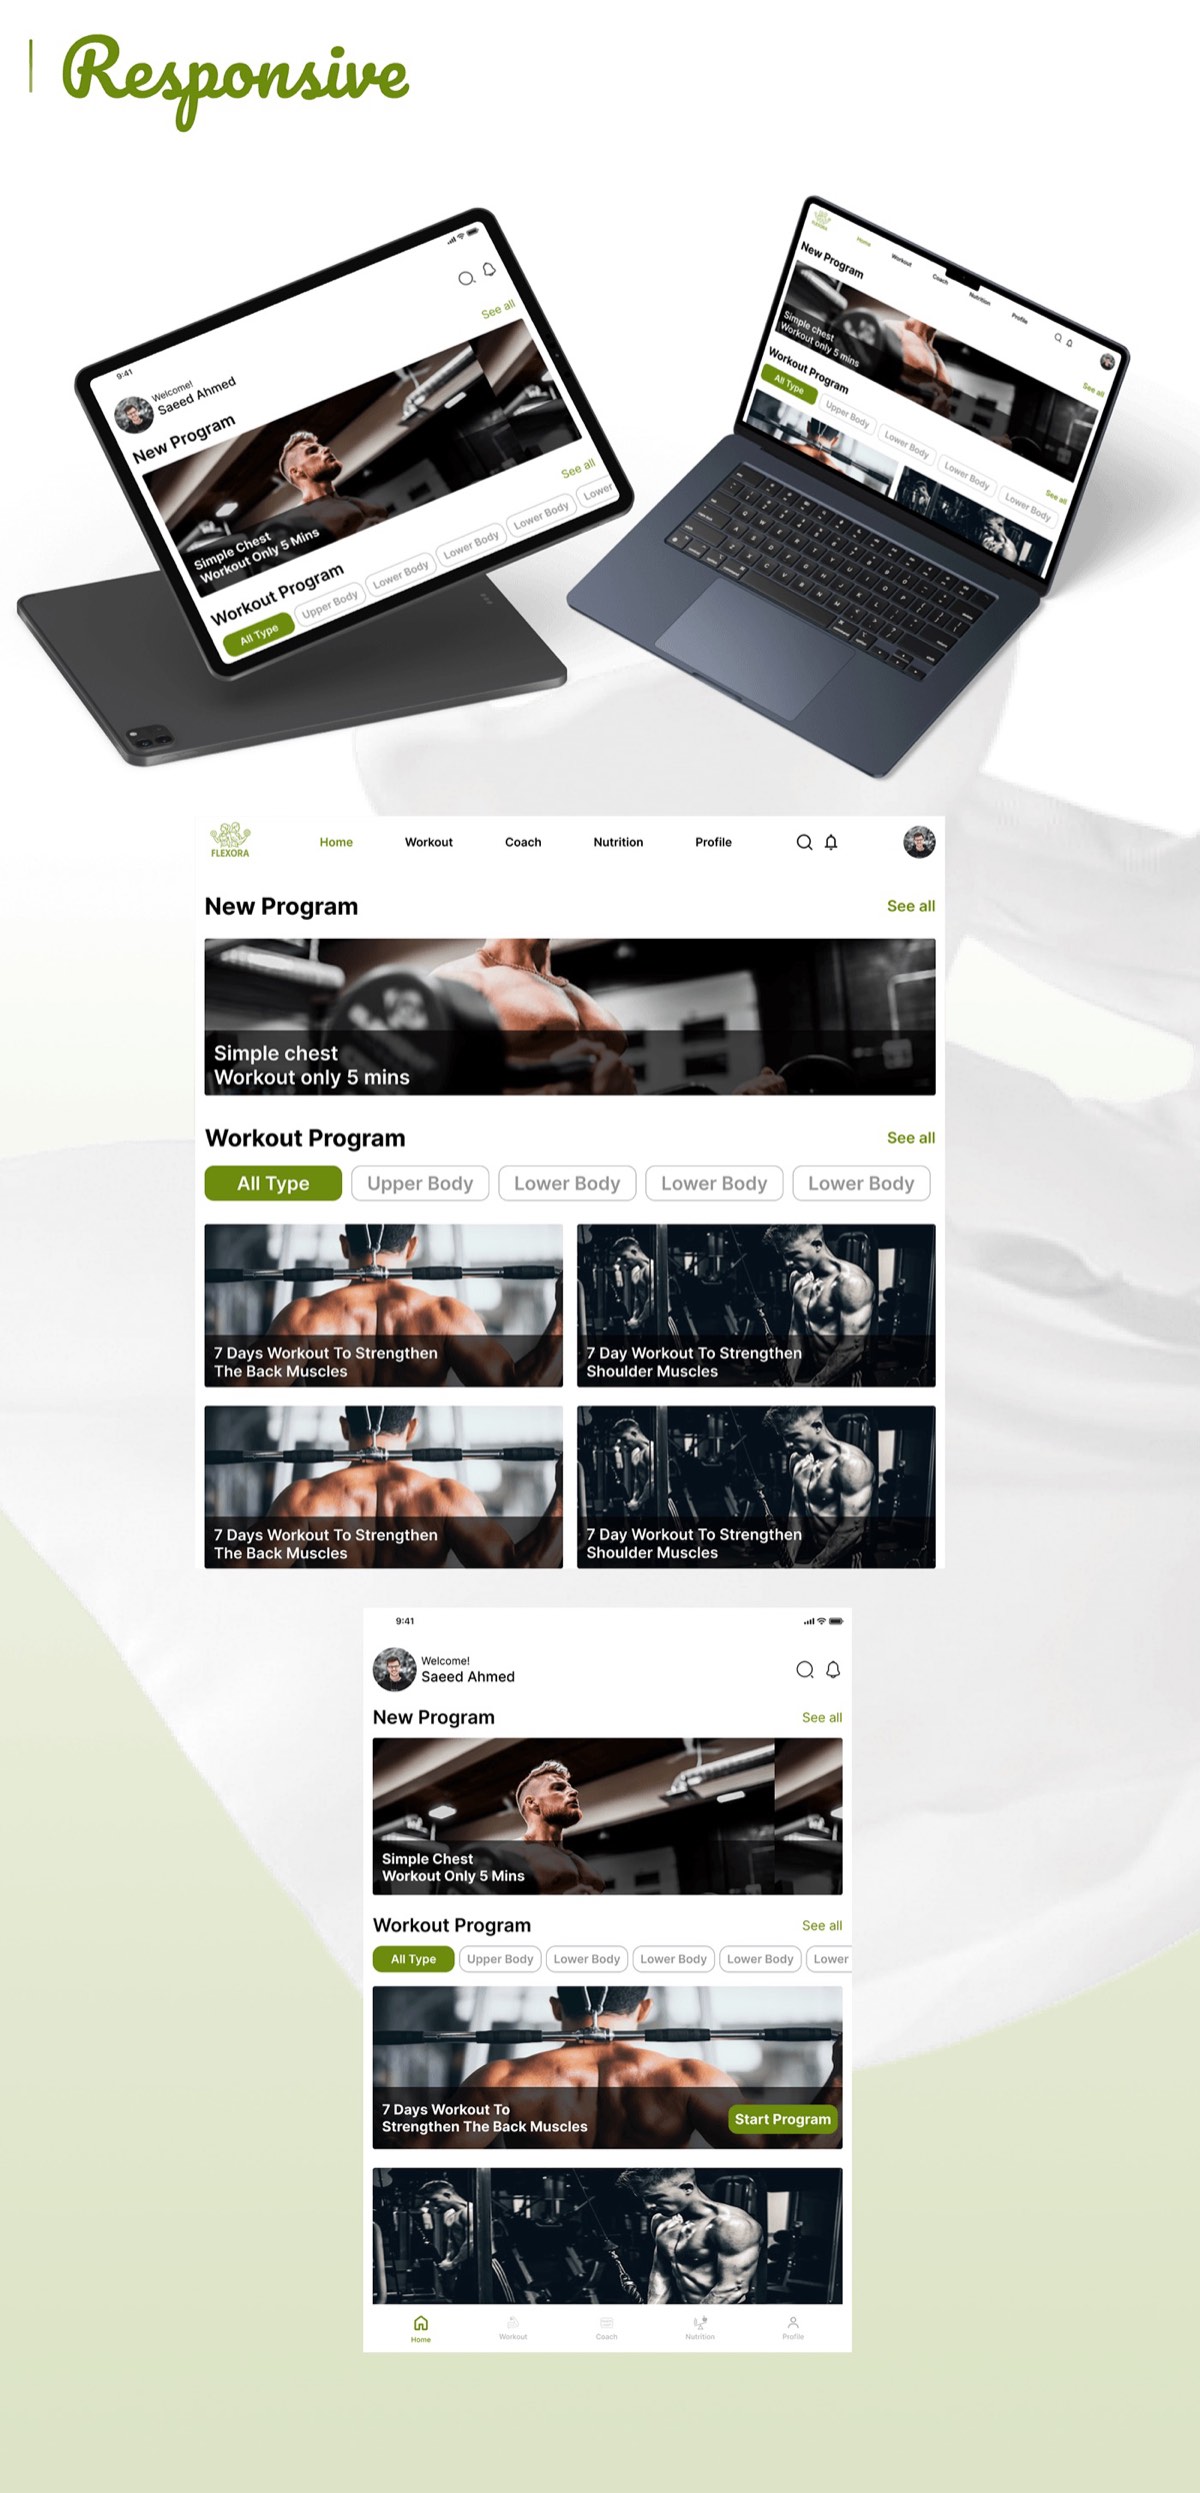 Responsive
9:41
Welcome!
Saeed Ahmed
New Program
See all
Simple Chest
Workout Only 5 Mins
Workout Program
See all
All Type
Upper Body
Lower Body
Lower Body
Lower Body
Lower
FLEXORA
Home
Workout
Coach
Nutrition
Profile
New Program
See all
Simple chest
Workout only 5 mins
Workout Program
See all
All Type
Upper Body
Lower Body
Lower Body
Lower Body
FLEXORA
Home
Workout
Coach
Nutrition
Profile
New Program
See all
Simple chest
Workout only 5 mins
Workout Program
See all
All Type
Upper Body
Lower Body
Lower Body
Lower Body
7 Days Workout To Strengthen
The Back Muscles
7 Day Workout To Strengthen
Shoulder Muscles
7 Days Workout To Strengthen
The Back Muscles
7 Day Workout To Strengthen
Shoulder Muscles
9:41
Welcome!
Saeed Ahmed
New Program
See all
Simple Chest
Workout Only 5 Mins
Workout Program
See all
All Type
Upper Body
Lower Body
Lower Body
Lower Body
Lower
7 Days Workout To
Strengthen The Back Muscles
Start Program
Home
Workout
Coach
Nutrition
Profile